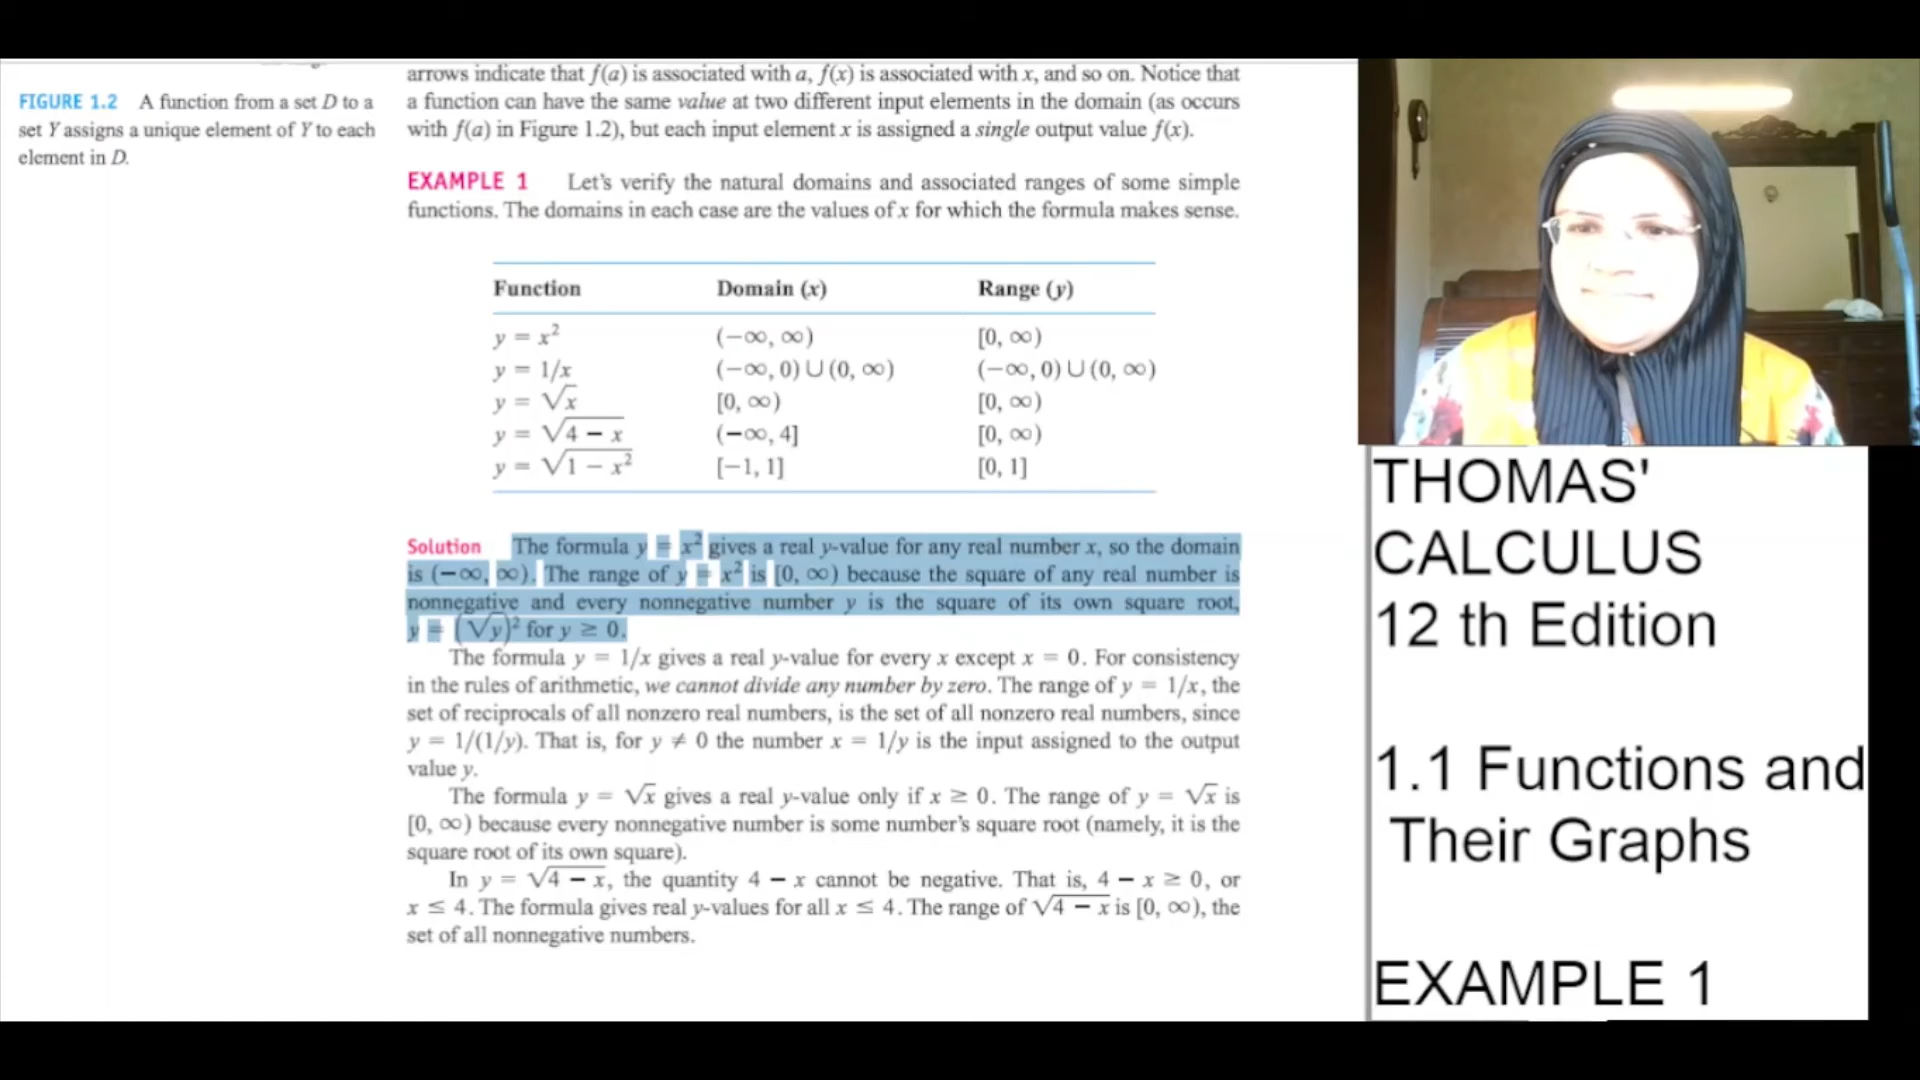 FIGURE 1.2 A function from a set D to a
set Y assigns a unique element of Y to each
element in D.
arrows indicate that f(a) is associated with a, f(x) is associated with x, and so on. Notice that
a function can have the same value at two different input elements in the domain (as occurs
with f(a) in Figure 1.2), but each input element x is assigned a single output value f(x).
EXAMPLE 1 Let's verify the natural domains and associated ranges of some simple
functions. The domains in each case are the values of x for which the formula makes sense.
Function Domain (x) Range (y)
y = x² (−∞, ∞) [0, ∞)
y = 1/x (−∞, 0) ∪ (0, ∞) (−∞, 0) ∪ (0, ∞)
y = √x [0, ∞) [0, ∞)
y = √(4 − x) (−∞, 4] [0, ∞)
y = √(1 − x²) [−1, 1] [0, 1]
Solution The formula y = x² gives a real y-value for any real number x, so the domain
is (−∞, ∞). The range of y = x² is [0, ∞) because the square of any real number is
nonnegative and every nonnegative number y is the square of its own square root,
y = (√y)² for y ≥ 0.
The formula y = 1/x gives a real y-value for every x except x = 0. For consistency
in the rules of arithmetic, we cannot divide any number by zero. The range of y = 1/x, the
set of reciprocals of all nonzero real numbers, is the set of all nonzero real numbers, since
y = 1/(1/y). That is, for y ≠ 0 the number x = 1/y is the input assigned to the output
value y.
The formula y = √x gives a real y-value only if x ≥ 0. The range of y = √x is
[0, ∞) because every nonnegative number is some number's square root (namely, it is the
square root of its own square).
In y = √(4 − x), the quantity 4 − x cannot be negative. That is, 4 − x ≥ 0, or
x ≤ 4. The formula gives real y-values for all x ≤ 4. The range of √(4 − x) is [0, ∞), the
set of all nonnegative numbers.
THOMAS'
CALCULUS
12 th Edition
1.1 Functions and
Their Graphs
EXAMPLE 1